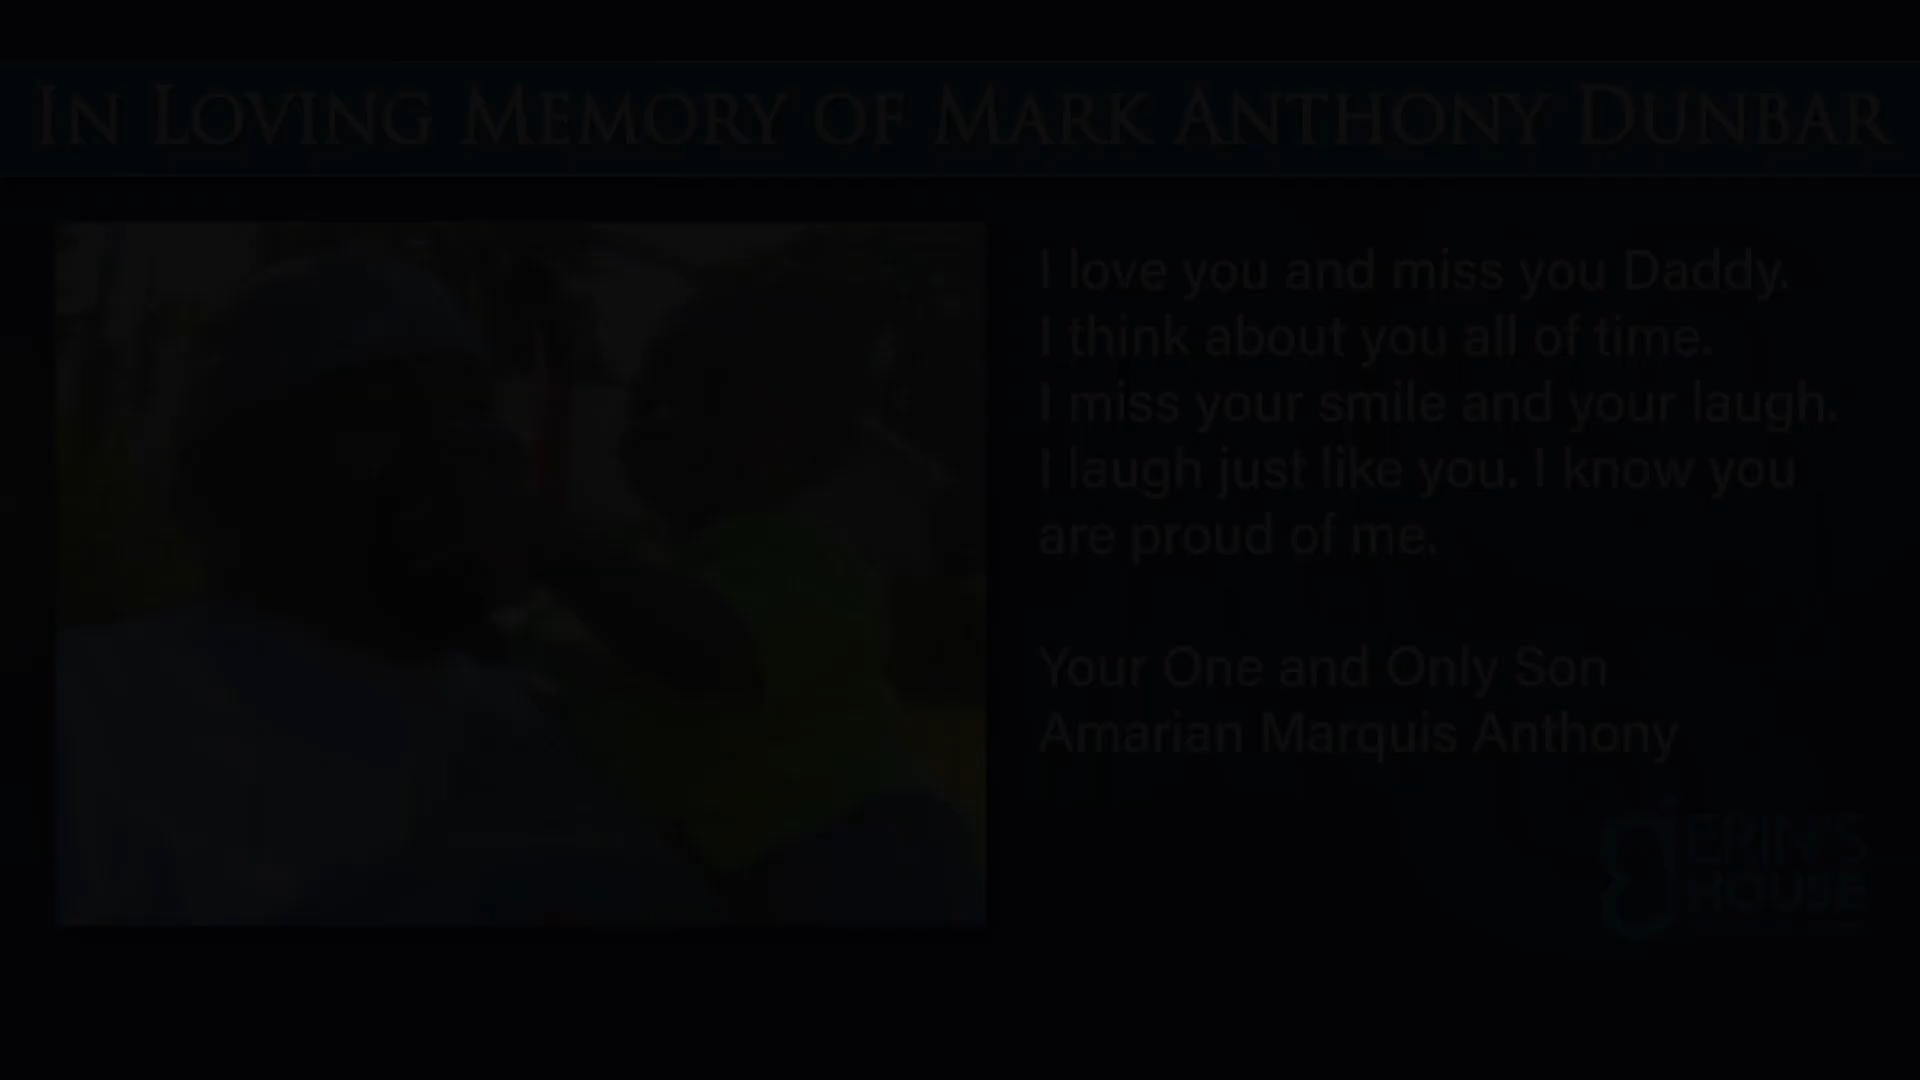 In Loving Memory of Mark Anthony Dunbar
I love you and miss you Daddy.
I think about you all of time.
I miss your smile and your laugh.
I laugh just like you. I know you
are proud of me.
Your One and Only Son
Amarian Marquis Anthony
ERIN'S
HOUSE